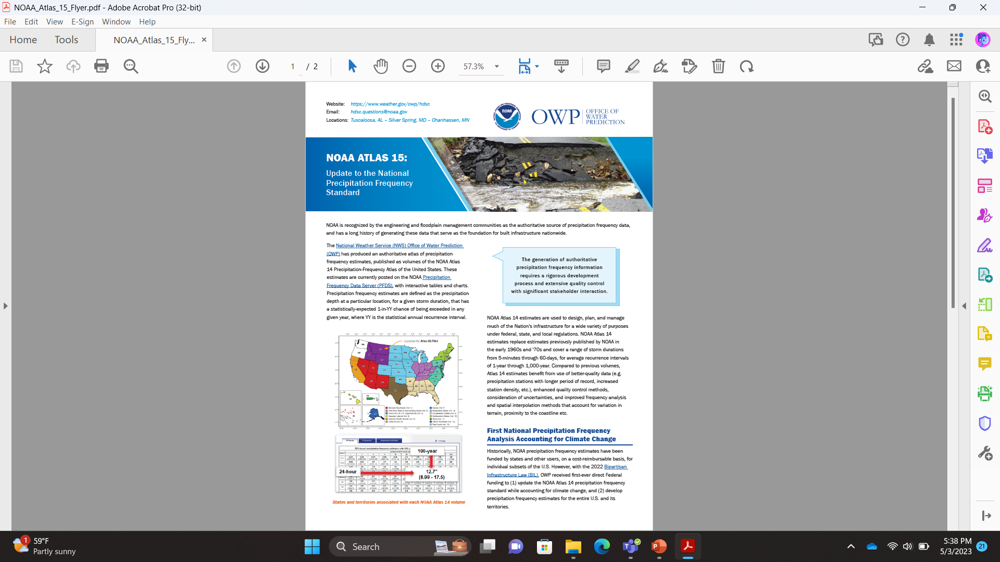 NOAA_Atlas_15_Flyer.pdf - Adobe Acrobat Pro (32-bit)
File Edit View E-Sign Window Help
Home Tools NOAA_Atlas_15_Fly... ×
1 / 2 57.3%
Website: https://www.weather.gov/owp/hdsc
Email: hdsc.questions@noaa.gov
Locations: Tuscaloosa, AL – Silver Spring, MD – Chanhassen, MN
NOAA
OWP OFFICE OF
WATER
PREDICTION
NOAA ATLAS 15:
Update to the National
Precipitation Frequency
Standard
NOAA is recognized by the engineering and floodplain management communities as the authoritative source of precipitation frequency data,
and has a long history of generating these data that serve as the foundation for built infrastructure nationwide.
The National Weather Service (NWS) Office of Water Prediction
(OWP) has produced an authoritative atlas of precipitation
frequency estimates, published as volumes of the NOAA Atlas
14 Precipitation-Frequency Atlas of the United States. These
estimates are currently posted on the NOAA Precipitation
Frequency Data Server (PFDS), with interactive tables and charts.
Precipitation frequency estimates are defined as the precipitation
depth at a particular location, for a given storm duration, that has
a statistically-expected 1-in-YY chance of being exceeded in any
given year, where YY is the statistical annual recurrence interval.
Location for Atlas 15 Pilot
100-year
24-hour
12.7"
(8.99 - 17.5)
States and territories associated with each NOAA Atlas 14 volume
The generation of authoritative
precipitation frequency information
requires a rigorous development
process and extensive quality control
with significant stakeholder interaction.
NOAA Atlas 14 estimates are used to design, plan, and manage
much of the Nation's infrastructure for a wide variety of purposes
under federal, state, and local regulations. NOAA Atlas 14
estimates replace estimates previously published by NOAA in
the early 1960s and '70s and cover a range of storm durations
from 5-minutes through 60-days, for average recurrence intervals
of 1-year through 1,000-year. Compared to previous volumes,
Atlas 14 estimates benefit from use of better-quality data (e.g.
precipitation stations with longer period of record, increased
station density, etc.), enhanced quality control methods,
consideration of uncertainties, and improved frequency analysis
and spatial interpolation methods that account for variation in
terrain, proximity to the coastline etc.
First National Precipitation Frequency
Analysis Accounting for Climate Change
Historically, NOAA precipitation frequency estimates have been
funded by states and other users, on a cost-reimbursable basis, for
individual subsets of the U.S. However, with the 2022 Bipartisan
Infrastructure Law (BIL), OWP received first-ever direct Federal
funding to (1) update the NOAA Atlas 14 precipitation frequency
standard while accounting for climate change, and (2) develop
precipitation frequency estimates for the entire U.S. and its
territories.
1 59°F
Partly sunny
Search
5:38 PM
5/3/2023
21